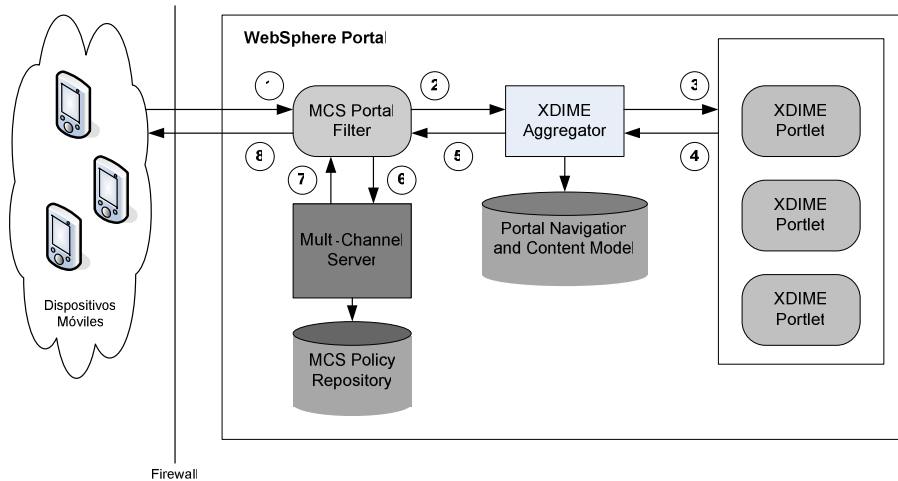 WebSphere Portal
1
2
3
MCS Portal
Filter
XDIME
Aggregator
XDIME
Portlet
8
5
4
7
6
Mult-Channel
Server
Portal Navigation
and Content Model
XDIME
Portlet
XDIME
Portlet
Dispositivos
Móviles
MCS Policy
Repository
Firewall